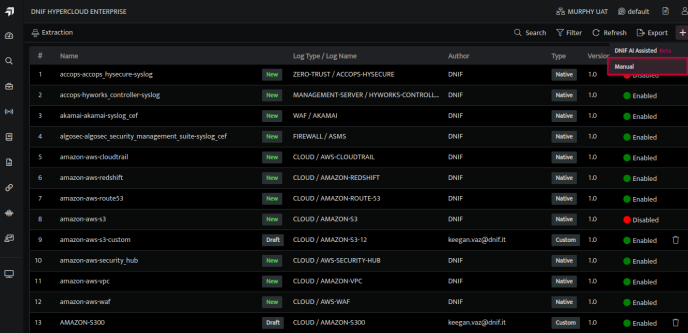 DNIF HYPERCLOUD ENTERPRISE MURPHY UAT default
Extraction Search Filter Refresh Export
DNIF AI Assisted Beta
Manual
# Name Log Type / Log Name Author Type Version
1 accops-accops_hysecure-syslog New ZERO-TRUST / ACCOPS-HYSECURE DNIF Native 1.0 Disabled
2 accops-hyworks_controller-syslog New MANAGEMENT-SERVER / HYWORKS-CONTROLL... DNIF Native 1.0 Enabled
3 akamai-akamai-syslog_cef New WAF / AKAMAI DNIF Native 1.0 Enabled
4 algosec-algosec_security_management_suite-syslog_cef New FIREWALL / ASMS DNIF Native 1.0 Enabled
5 amazon-aws-cloudtrail New CLOUD / AWS-CLOUDTRAIL DNIF Native 1.0 Enabled
6 amazon-aws-redshift New CLOUD / AMAZON-REDSHIFT DNIF Native 1.0 Enabled
7 amazon-aws-route53 New CLOUD / AMAZON-ROUTE-53 DNIF Native 1.0 Enabled
8 amazon-aws-s3 New CLOUD / AMAZON-S3 DNIF Native 1.0 Disabled
9 amazon-aws-s3-custom Draft CLOUD / AMAZON-S3-12 keegan.vaz@dnif.it Custom 1.0 Enabled
10 amazon-aws-security_hub New CLOUD / AWS-SECURITY-HUB DNIF Native 1.0 Enabled
11 amazon-aws-vpc New CLOUD / AMAZON-VPC DNIF Native 1.0 Enabled
12 amazon-aws-waf New CLOUD / AWS-WAF DNIF Native 1.0 Enabled
13 AMAZON-S300 Draft CLOUD / AMAZON-S300 keegan.vaz@dnif.it Custom 1.0 Enabled